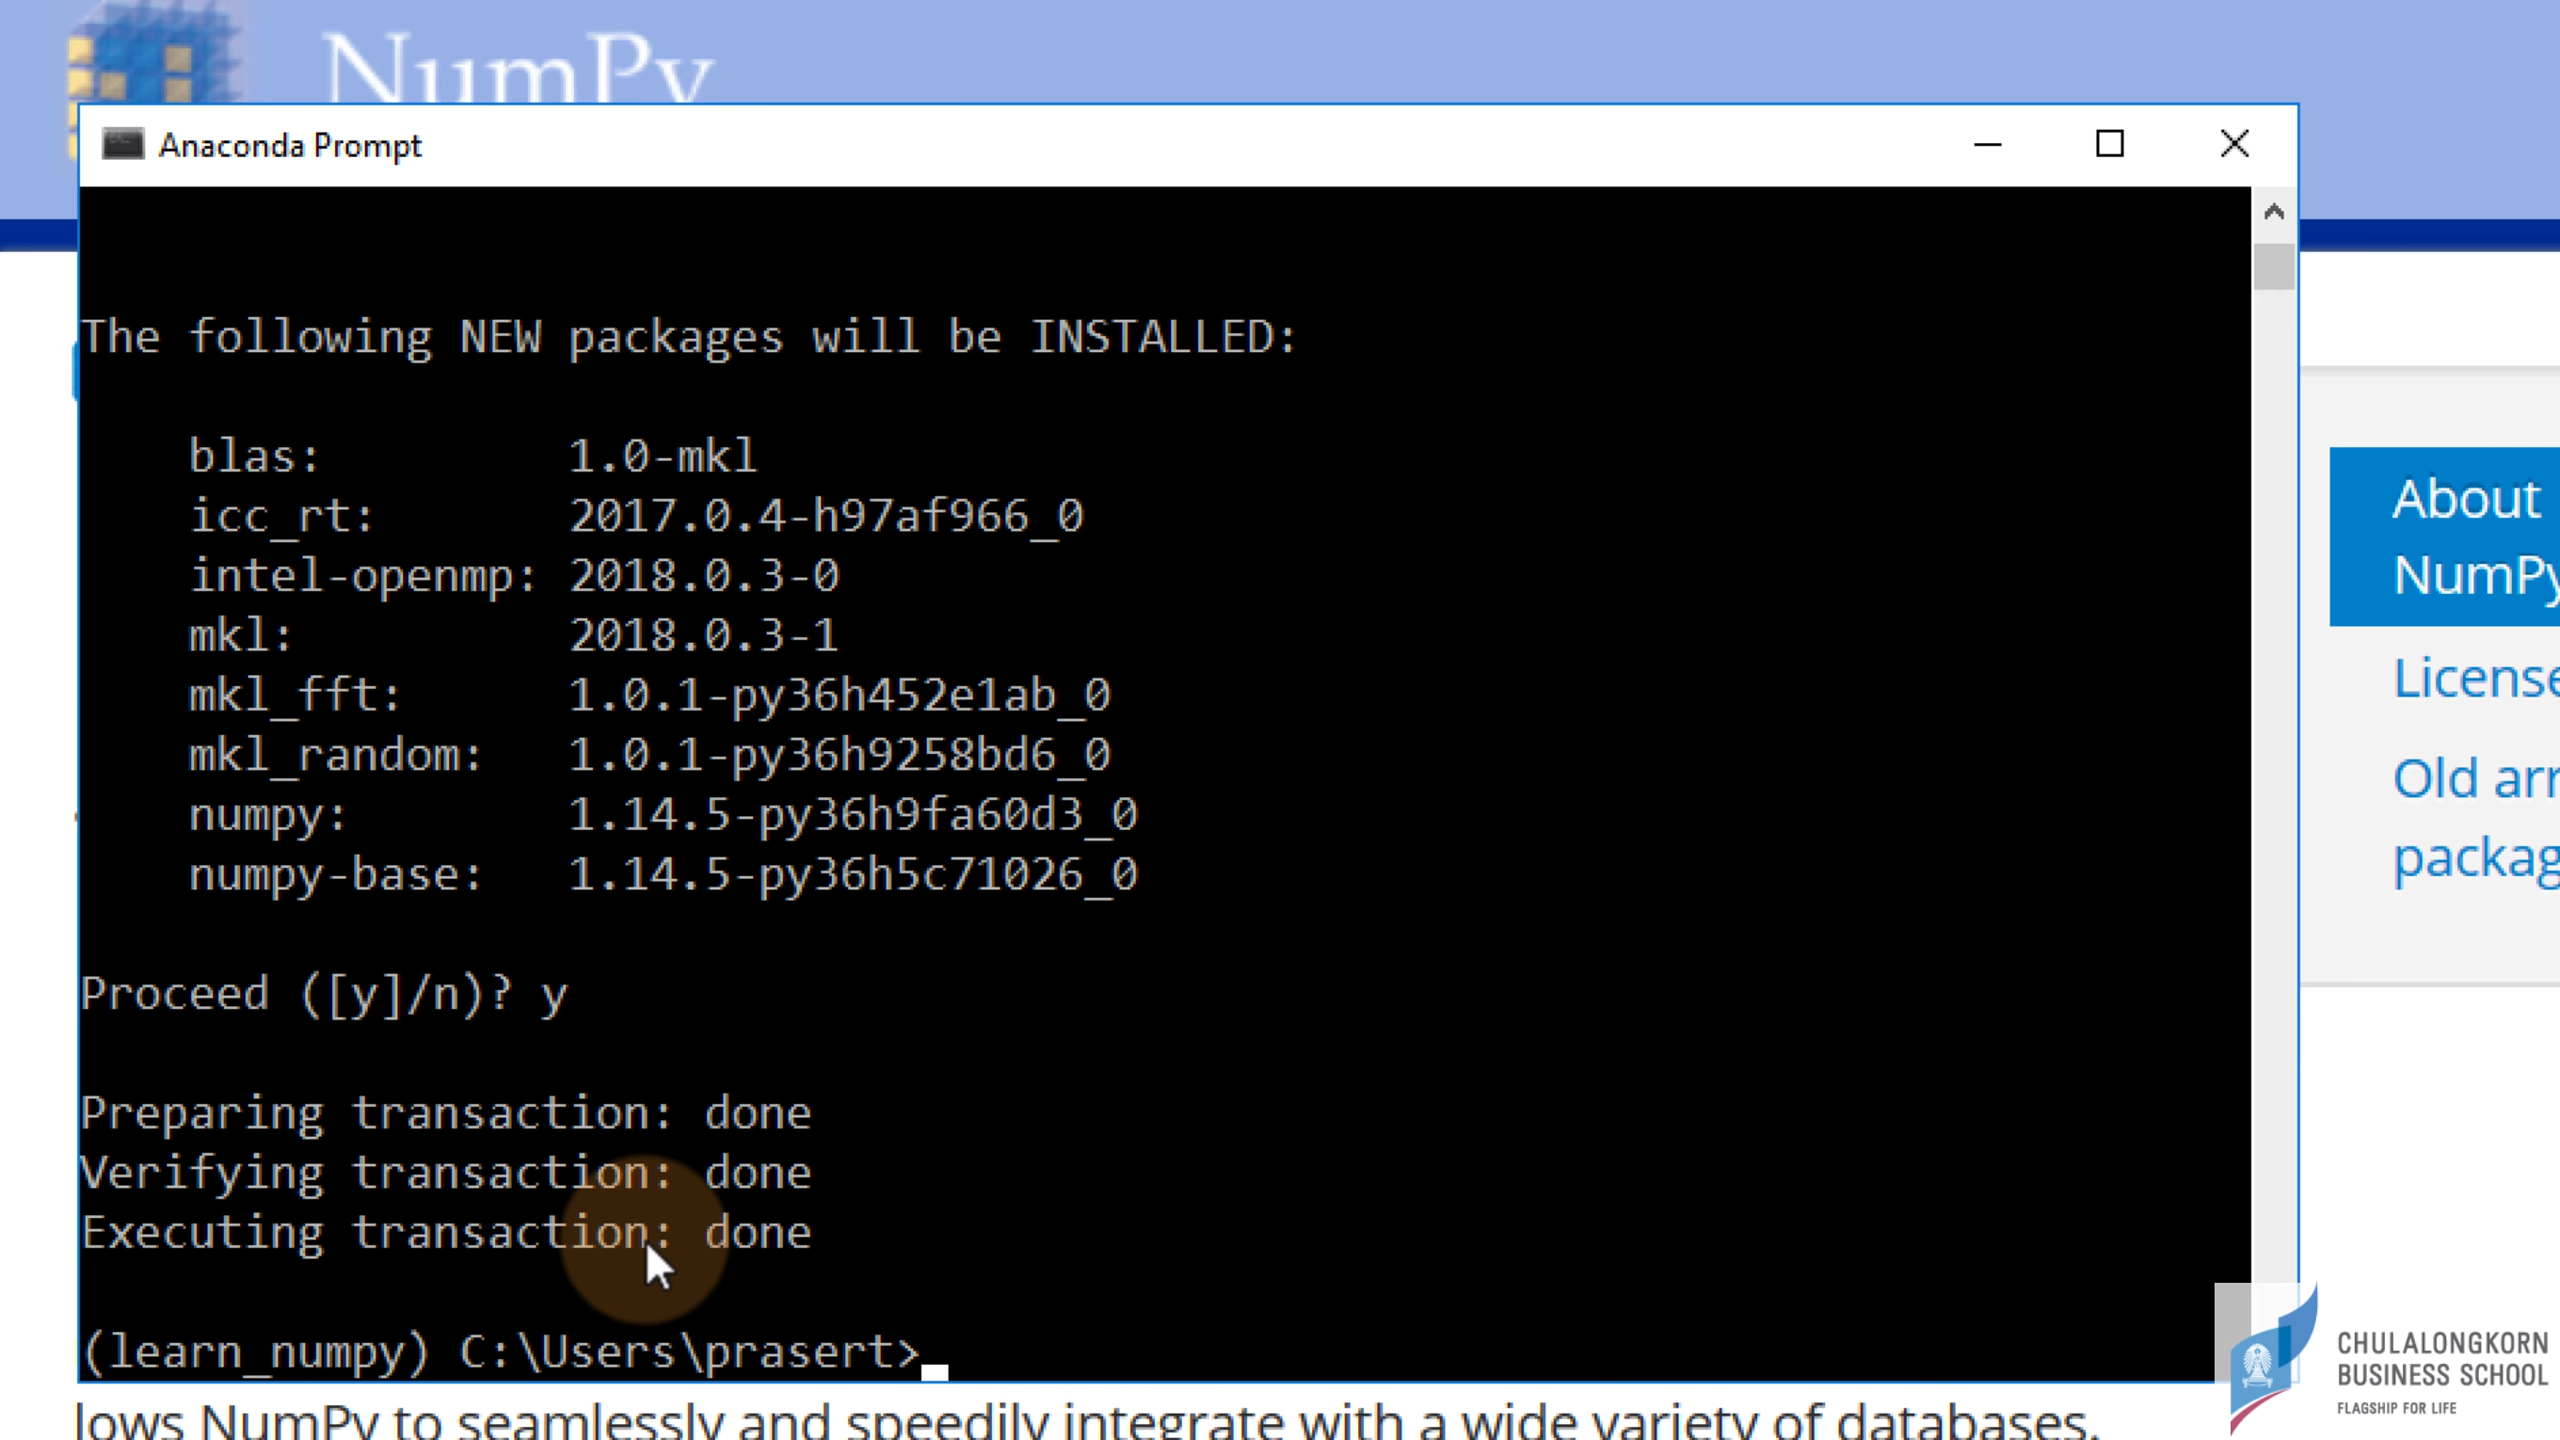 NumPy
Anaconda Prompt
The following NEW packages will be INSTALLED:
blas: 1.0-mkl
icc_rt: 2017.0.4-h97af966_0
intel-openmp: 2018.0.3-0
mkl: 2018.0.3-1
mkl_fft: 1.0.1-py36h452e1ab_0
mkl_random: 1.0.1-py36h9258bd6_0
numpy: 1.14.5-py36h9fa60d3_0
numpy-base: 1.14.5-py36h5c71026_0
Proceed ([y]/n)? y
Preparing transaction: done
Verifying transaction: done
Executing transaction: done
(learn_numpy) C:\Users\prasert>
About
NumPy
License
Old arr
packag
lows NumPy to seamlessly and speedily integrate with a wide variety of databases.
CHULALONGKORN
BUSINESS SCHOOL
FLAGSHIP FOR LIFE